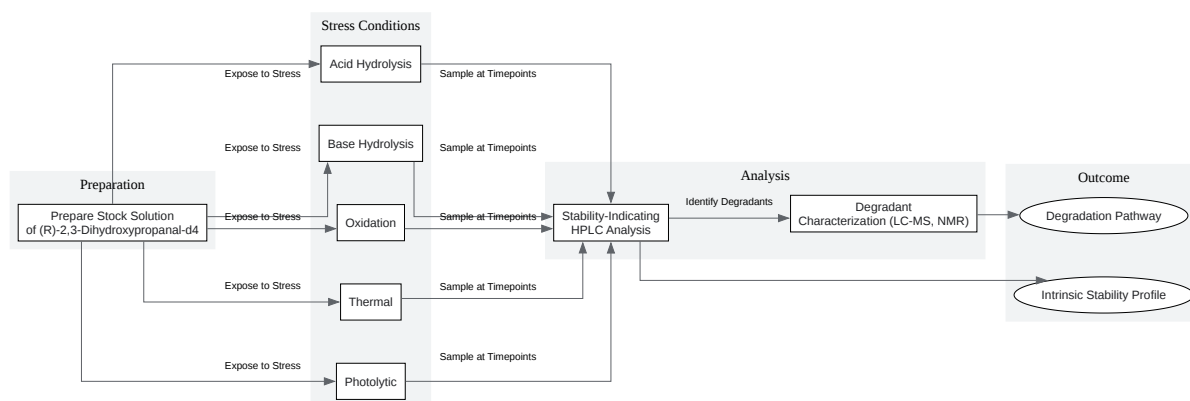 Stress Conditions
Acid Hydrolysis
Expose to Stress
Sample at Timepoints
Base Hydrolysis
Expose to Stress
Sample at Timepoints
Preparation
Prepare Stock Solution
of (R)-2,3-Dihydroxypropanal-d4
Expose to Stress
Oxidation
Sample at Timepoints
Expose to Stress
Thermal
Sample at Timepoints
Expose to Stress
Photolytic
Sample at Timepoints
Analysis
Stability-Indicating
HPLC Analysis
Identify Degradants
Degradant
Characterization (LC-MS, NMR)
Outcome
Degradation Pathway
Intrinsic Stability Profile